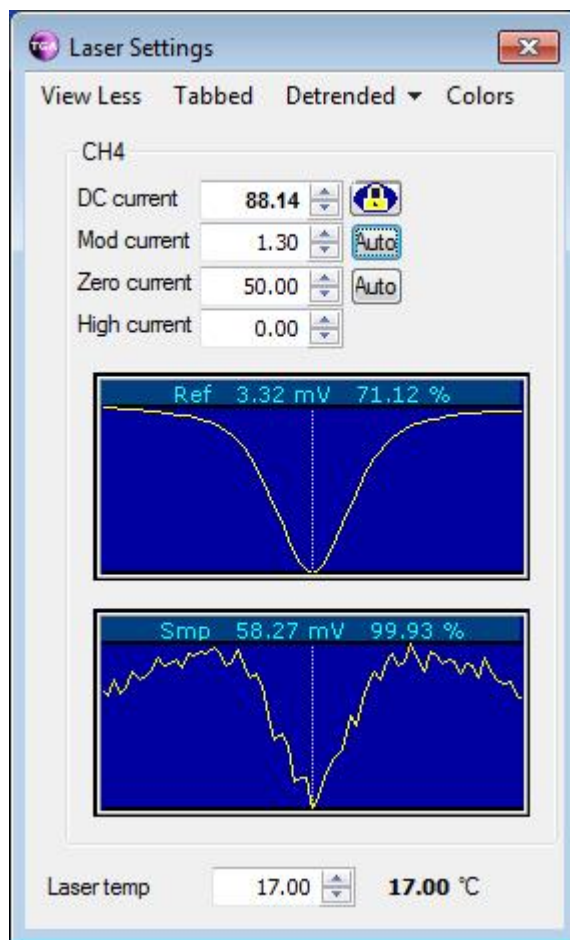 TGA Laser Settings
View Less Tabbed Detrended Colors
CH4
DC current 88.14
Mod current 1.30 Auto
Zero current 50.00 Auto
High current 0.00
Ref 3.32 mV 71.12 %
Smp 58.27 mV 99.93 %
Laser temp 17.00 17.00 °C